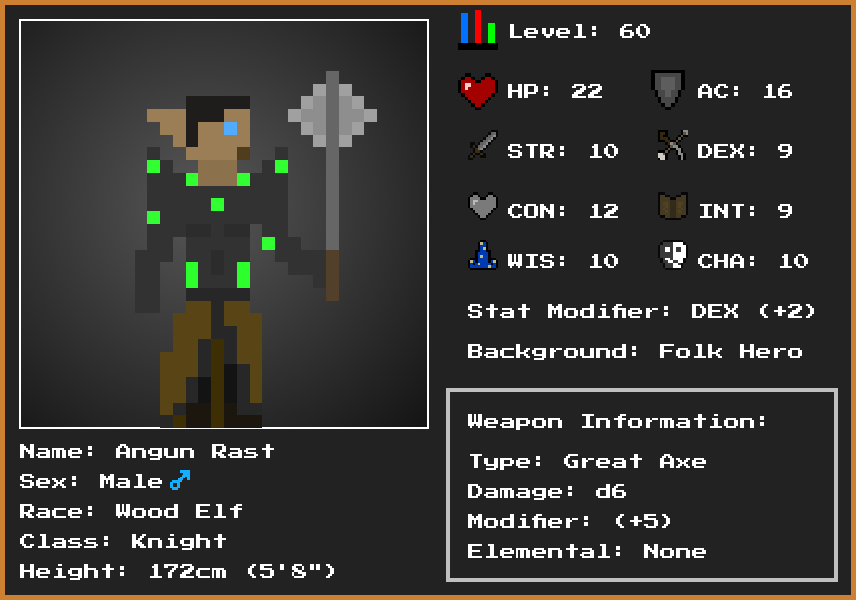 Level: 60
HP: 22
AC: 16
STR: 10
DEX: 9
CON: 12
INT: 9
WIS: 10
CHA: 10
Stat Modifier: DEX (+2)
Background: Folk Hero
Weapon Information:
Type: Great Axe
Damage: d6
Modifier: (+5)
Elemental: None
Name: Angun Rast
Sex: Male♂
Race: Wood Elf
Class: Knight
Height: 172cm (5'8")